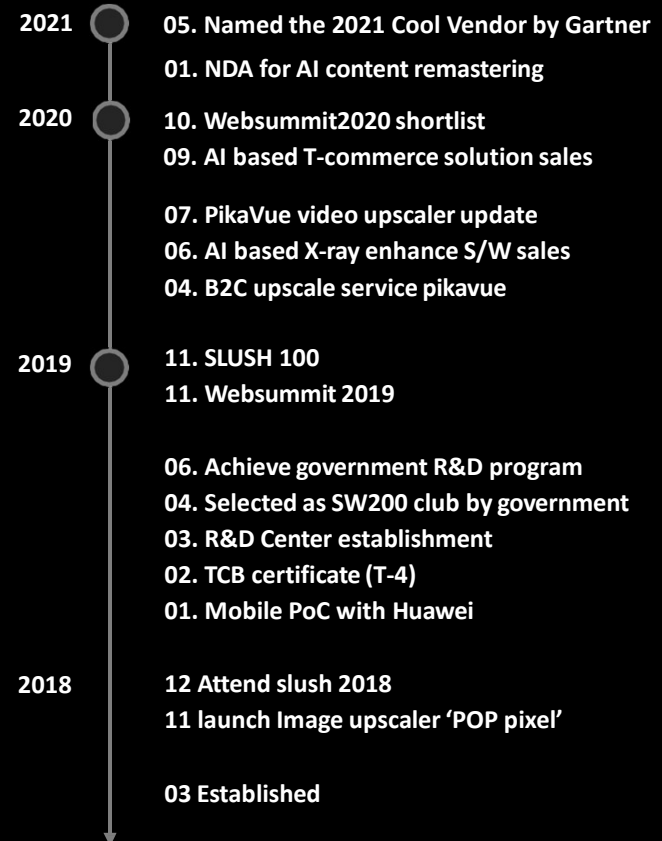 2021 05. Named the 2021 Cool Vendor by Gartner
01. NDA for AI content remastering
2020 10. Websummit2020 shortlist
09. AI based T-commerce solution sales
07. PikaVue video upscaler update
06. AI based X-ray enhance S/W sales
04. B2C upscale service pikavue
2019 11. SLUSH 100
11. Websummit 2019
06. Achieve government R&D program
04. Selected as SW200 club by government
03. R&D Center establishment
02. TCB certificate (T-4)
01. Mobile PoC with Huawei
2018 12 Attend slush 2018
11 launch Image upscaler ‘POP pixel’
03 Established